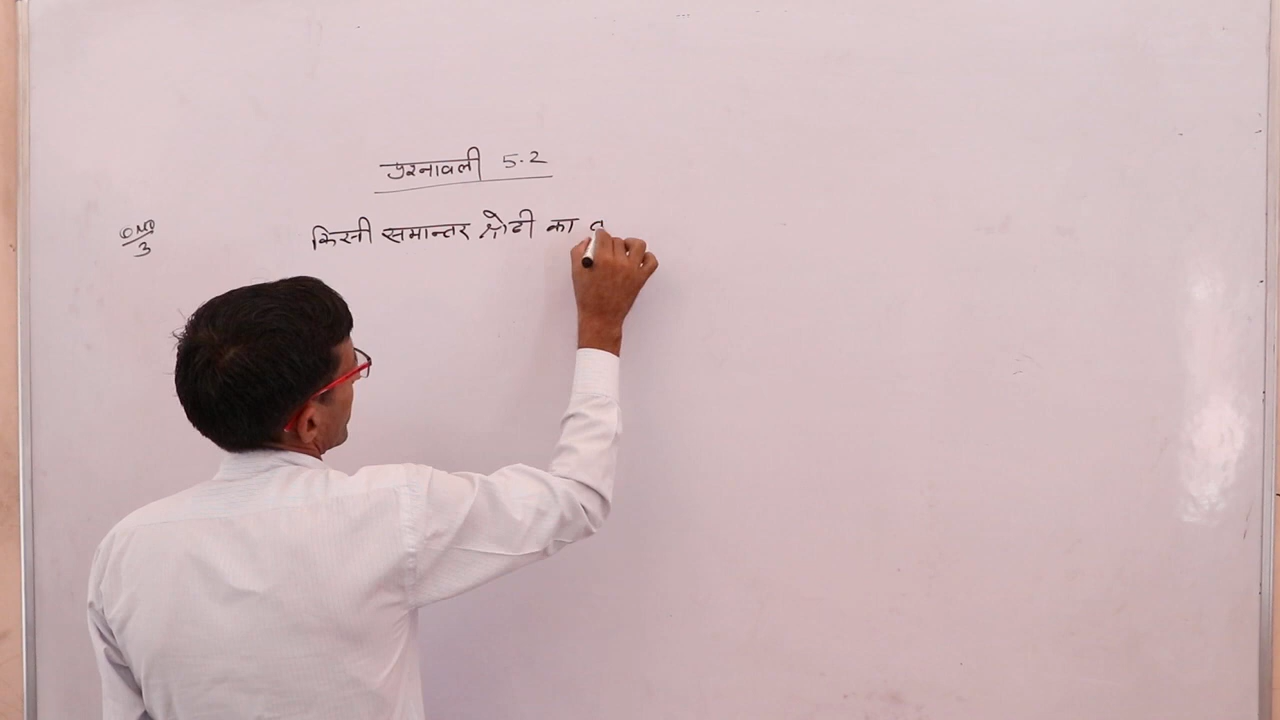 प्रश्नावली 5.2
Q No 3
किसी समान्तर श्रेढी का